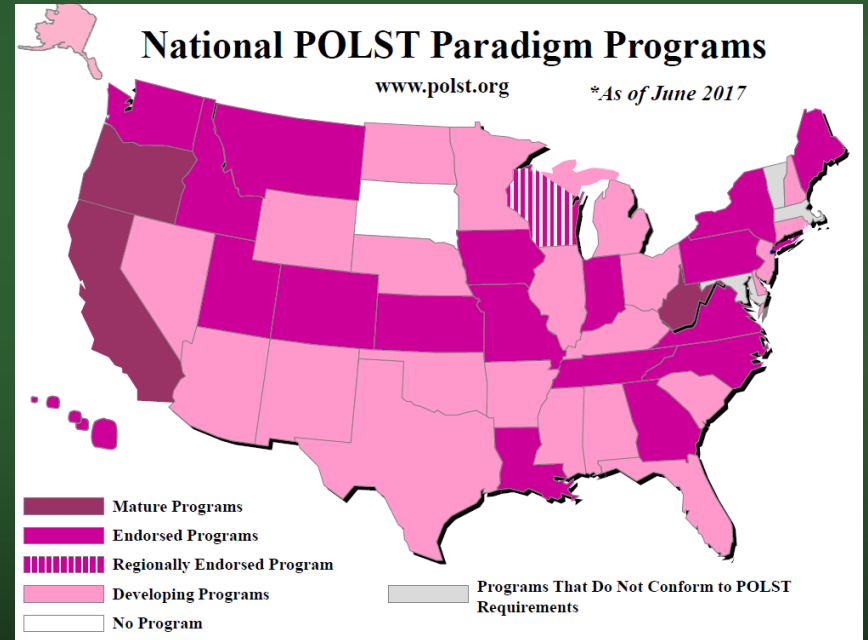 National POLST Paradigm Programs
www.polst.org
*As of June 2017
Mature Programs
Endorsed Programs
Regionally Endorsed Program
Developing Programs
No Program
Programs That Do Not Conform to POLST
Requirements